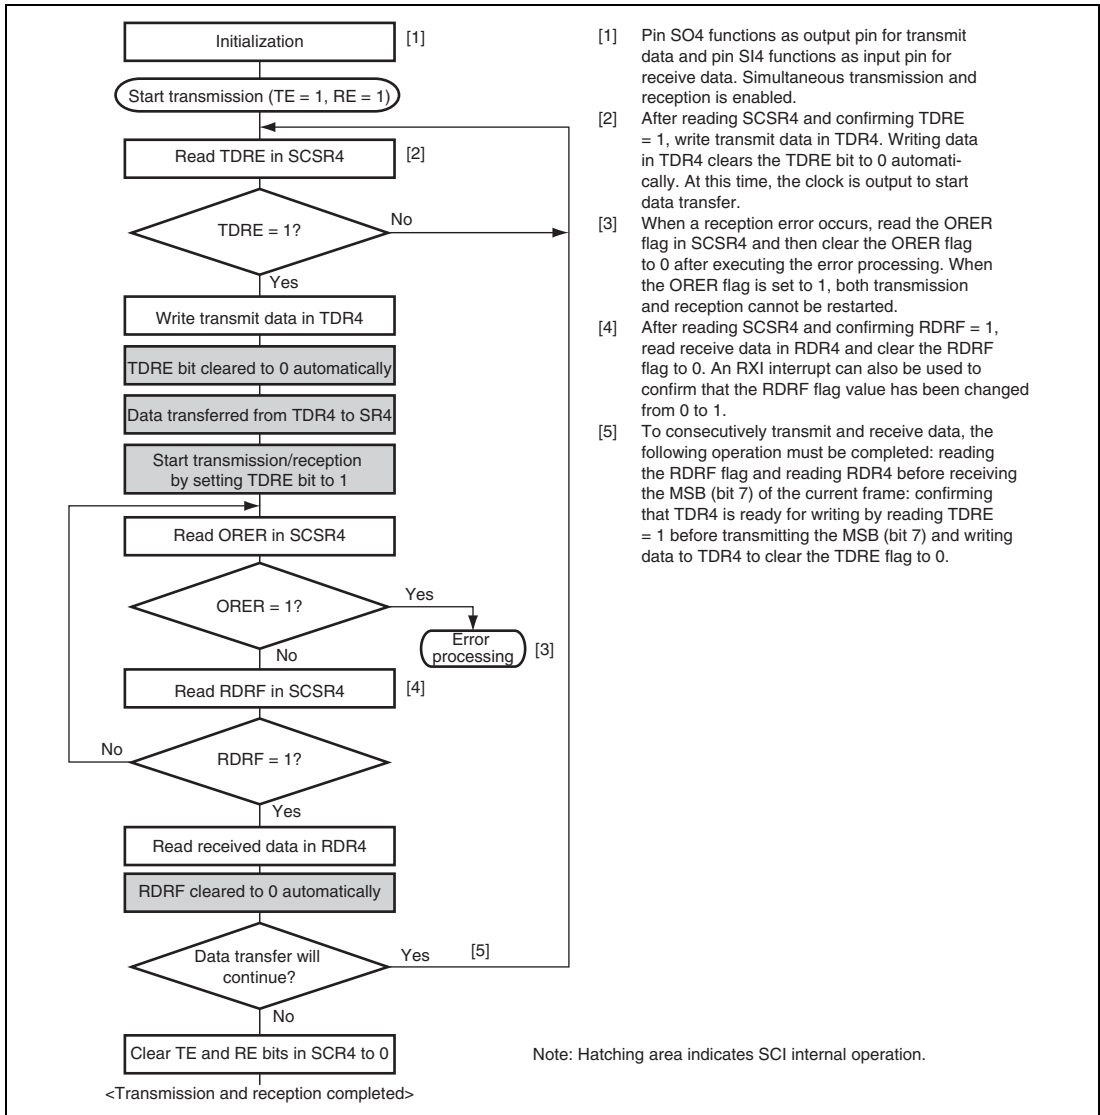 Initialization
[1]
Start transmission (TE = 1, RE = 1)
Read TDRE in SCSR4
[2]
TDRE = 1?
No
Yes
Write transmit data in TDR4
TDRE bit cleared to 0 automatically
Data transferred from TDR4 to SR4
Start transmission/reception
by setting TDRE bit to 1
Read ORER in SCSR4
ORER = 1?
Yes
Error
processing
[3]
No
Read RDRF in SCSR4
[4]
No
RDRF = 1?
Yes
Read received data in RDR4
RDRF cleared to 0 automatically
Data transfer will
continue?
Yes
[5]
No
Clear TE and RE bits in SCR4 to 0
<Transmission and reception completed>
[1] Pin SO4 functions as output pin for transmit
data and pin SI4 functions as input pin for
receive data. Simultaneous transmission and
reception is enabled.
[2] After reading SCSR4 and confirming TDRE
= 1, write transmit data in TDR4. Writing data
in TDR4 clears the TDRE bit to 0 automati-
cally. At this time, the clock is output to start
data transfer.
[3] When a reception error occurs, read the ORER
flag in SCSR4 and then clear the ORER flag
to 0 after executing the error processing. When
the ORER flag is set to 1, both transmission
and reception cannot be restarted.
[4] After reading SCSR4 and confirming RDRF = 1,
read receive data in RDR4 and clear the RDRF
flag to 0. An RXI interrupt can also be used to
confirm that the RDRF flag value has been changed
from 0 to 1.
[5] To consecutively transmit and receive data, the
following operation must be completed: reading
the RDRF flag and reading RDR4 before receiving
the MSB (bit 7) of the current frame: confirming
that TDR4 is ready for writing by reading TDRE
= 1 before transmitting the MSB (bit 7) and writing
data to TDR4 to clear the TDRE flag to 0.
Note: Hatching area indicates SCI internal operation.